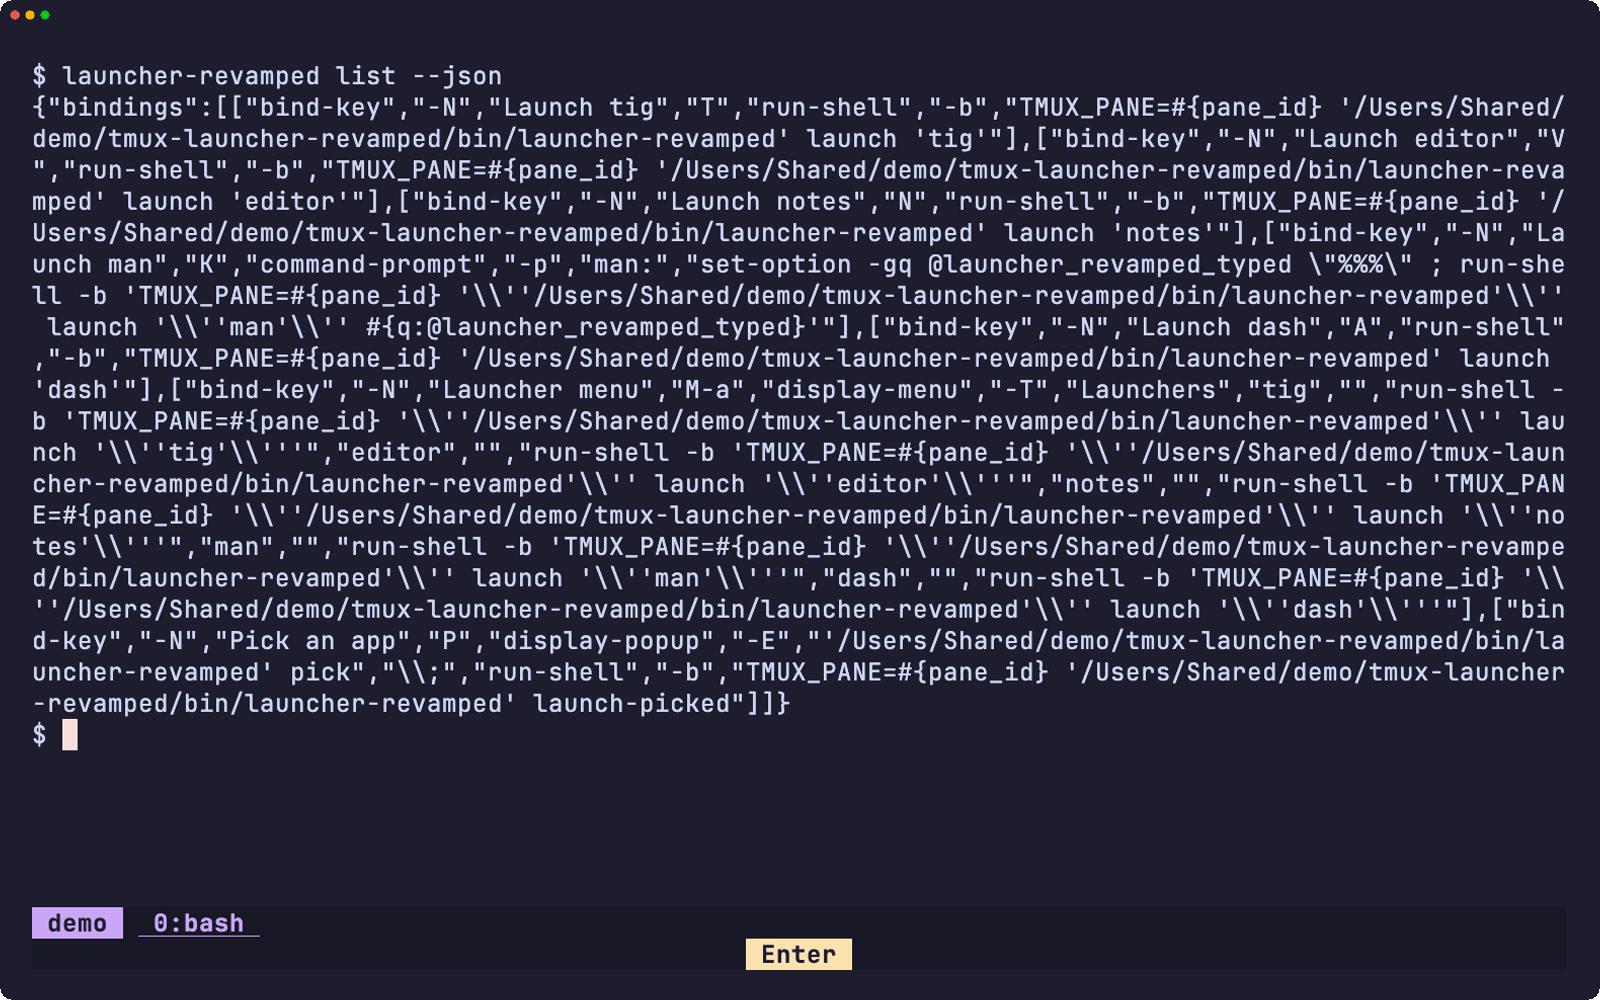 $ launcher-revamped list --json
{"bindings":[["bind-key","-N","Launch tig","T","run-shell","-b","TMUX_PANE=#{pane_id} '/Users/Shared/
demo/tmux-launcher-revamped/bin/launcher-revamped' launch 'tig'"],["bind-key","-N","Launch editor","V
","run-shell","-b","TMUX_PANE=#{pane_id} '/Users/Shared/demo/tmux-launcher-revamped/bin/launcher-reva
mped' launch 'editor'"],["bind-key","-N","Launch notes","N","run-shell","-b","TMUX_PANE=#{pane_id} '/
Users/Shared/demo/tmux-launcher-revamped/bin/launcher-revamped' launch 'notes'"],["bind-key","-N","La
unch man","K","command-prompt","-p","man:","set-option -gq @launcher_revamped_typed \"%%%\" ; run-she
ll -b 'TMUX_PANE=#{pane_id} '\\''/Users/Shared/demo/tmux-launcher-revamped/bin/launcher-revamped'\\''
 launch '\\''man'\\'' #{q:@launcher_revamped_typed}'"],["bind-key","-N","Launch dash","A","run-shell"
,"-b","TMUX_PANE=#{pane_id} '/Users/Shared/demo/tmux-launcher-revamped/bin/launcher-revamped' launch
'dash'"],["bind-key","-N","Launcher menu","M-a","display-menu","-T","Launchers","tig","","run-shell -
b 'TMUX_PANE=#{pane_id} '\\''/Users/Shared/demo/tmux-launcher-revamped/bin/launcher-revamped'\\'' lau
nch '\\''tig'\\'''","editor","","run-shell -b 'TMUX_PANE=#{pane_id} '\\''/Users/Shared/demo/tmux-laun
cher-revamped/bin/launcher-revamped'\\'' launch '\\''editor'\\'''","notes","","run-shell -b 'TMUX_PAN
E=#{pane_id} '\\''/Users/Shared/demo/tmux-launcher-revamped/bin/launcher-revamped'\\'' launch '\\''no
tes'\\'''","man","","run-shell -b 'TMUX_PANE=#{pane_id} '\\''/Users/Shared/demo/tmux-launcher-revampe
d/bin/launcher-revamped'\\'' launch '\\''man'\\'''","dash","","run-shell -b 'TMUX_PANE=#{pane_id} '\\
''/Users/Shared/demo/tmux-launcher-revamped/bin/launcher-revamped'\\'' launch '\\''dash'\\'''"],["bin
d-key","-N","Pick an app","P","display-popup","-E","'/Users/Shared/demo/tmux-launcher-revamped/bin/la
uncher-revamped' pick","\\;","run-shell","-b","TMUX_PANE=#{pane_id} '/Users/Shared/demo/tmux-launcher
-revamped/bin/launcher-revamped' launch-picked"]]}
$
demo 0:bash
Enter